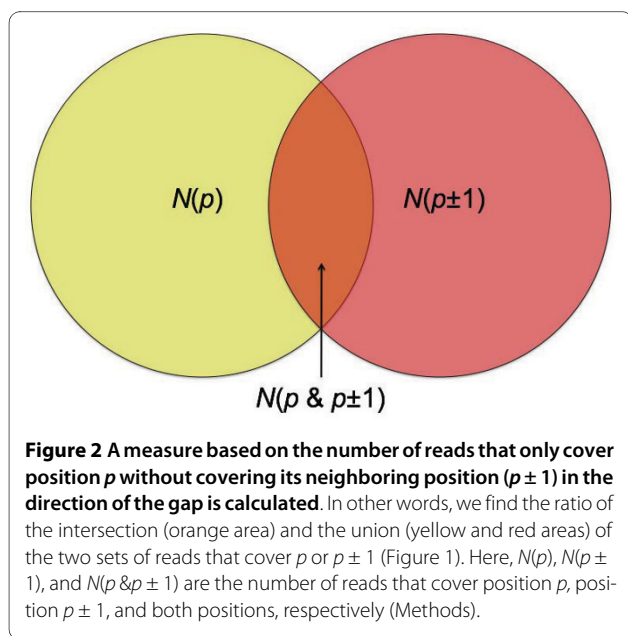 N(p)
N(p±1)
N(p & p±1)
Figure 2 A measure based on the number of reads that only cover
position p without covering its neighboring position (p ± 1) in the
direction of the gap is calculated. In other words, we find the ratio of
the intersection (orange area) and the union (yellow and red areas) of
the two sets of reads that cover p or p ± 1 (Figure 1). Here, N(p), N(p ±
1), and N(p &p ± 1) are the number of reads that cover position p, posi-
tion p ± 1, and both positions, respectively (Methods).